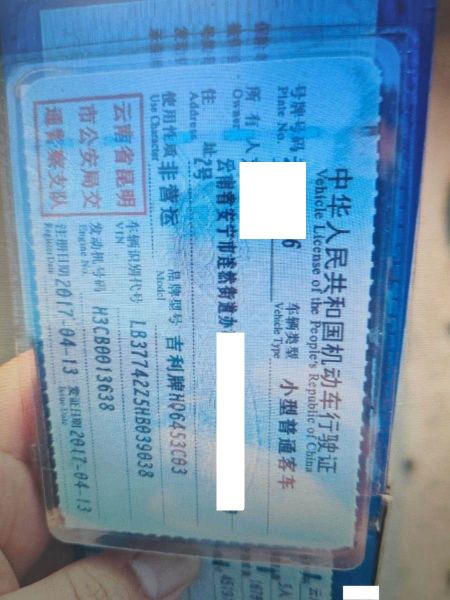 中华人民共和国机动车行驶证
Vehicle License of the People's Republic of China
号牌号码
Plate No.
6
车辆类型 小型普通客车
Vehicle Type
所有人
Owner
住址 云南省安宁市连然街道办
Address
2号
使用性质 非营运
Use Character
品牌型号 吉利牌HQ6453C03
Model
云南省昆明
市公安局交
通警察支队
车辆识别代号 LB37742Z5HB039038
VIN
发动机号码 H3CB0013638
Engine No.
注册日期 2017-04-13
Register Date
发证日期 2017-04-13
Issue Date